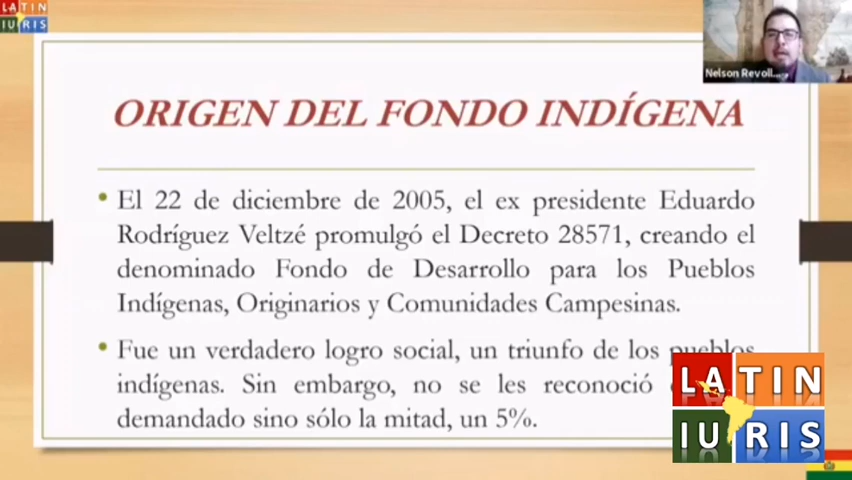 LATIN
IURIS
Nelson Revoll...
ORIGEN DEL FONDO INDÍGENA
• El 22 de diciembre de 2005, el ex presidente Eduardo
Rodríguez Veltzé promulgó el Decreto 28571, creando el
denominado Fondo de Desarrollo para los Pueblos
Indígenas, Originarios y Comunidades Campesinas.
• Fue un verdadero logro social, un triunfo de los pueblos
indígenas. Sin embargo, no se les reconoció
demandado sino sólo la mitad, un 5%.
LATIN
IURIS